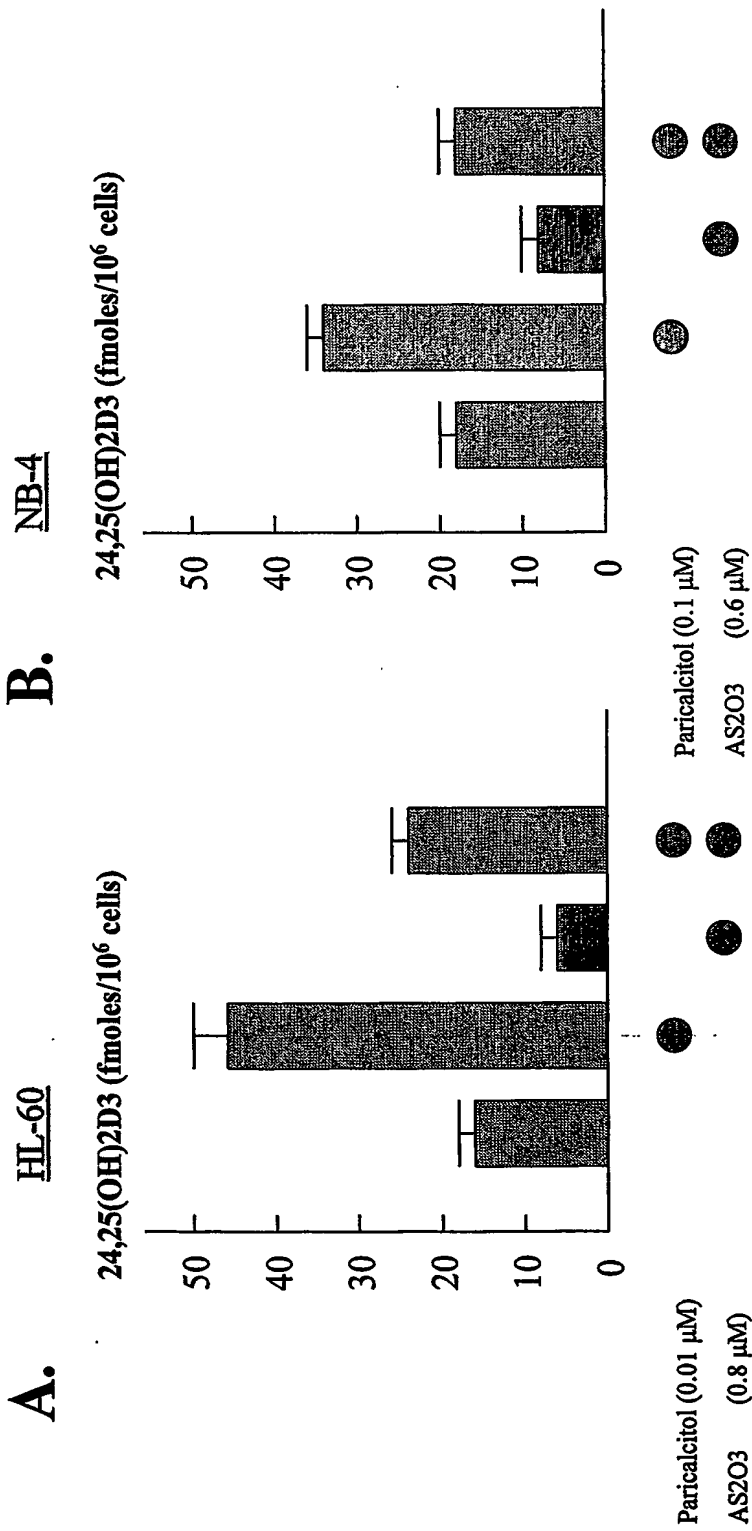 A.
HL-60
24,25(OH)2D3 (fmoles/10⁶ cells)
50
40
30
20
10
0
Paricalcitol (0.01 µM)
AS2O3 (0.8 µM)
B.
NB-4
24,25(OH)2D3 (fmoles/10⁶ cells)
50
40
30
20
10
0
Paricalcitol (0.1 µM)
AS2O3 (0.6 µM)